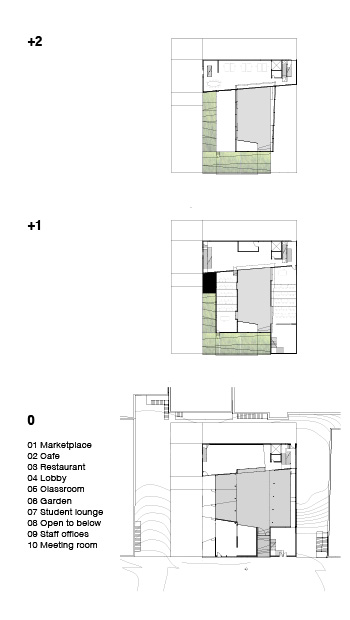 +2
+1
0
01 Marketplace
02 Cafe
03 Restaurant
04 Lobby
05 Classroom
06 Garden
07 Student lounge
08 Open to below
09 Staff offices
10 Meeting room